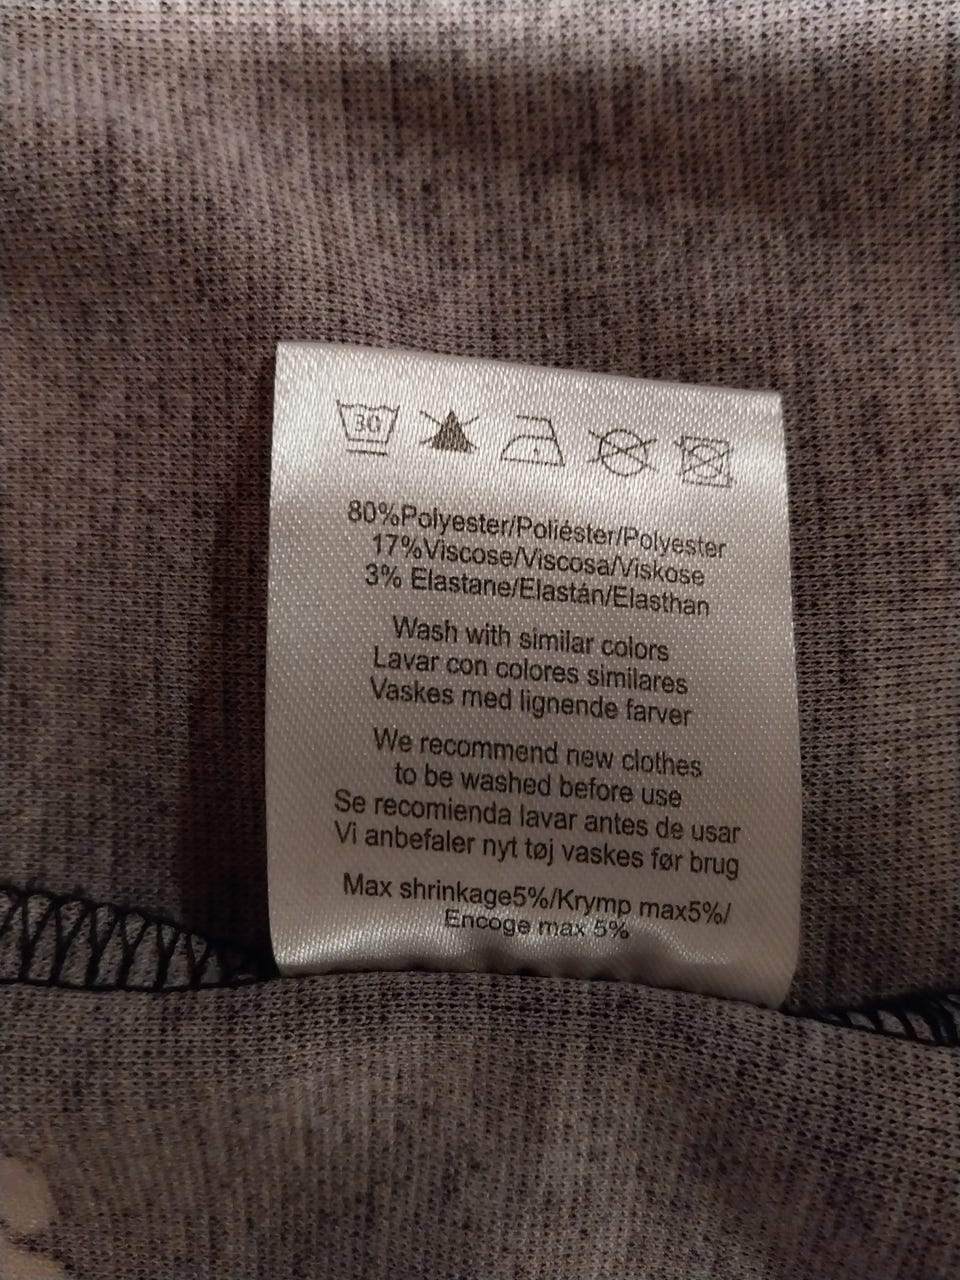 30
80%Polyester/Poliéster/Polyester
17%Viscose/Viscosa/Viskose
3% Elastane/Elastán/Elasthan
Wash with similar colors
Lavar con colores similares
Vaskes med lignende farver
We recommend new clothes
to be washed before use
Se recomienda lavar antes de usar
Vi anbefaler nyt tøj vaskes før brug
Max shrinkage5%/Krymp max5%/
Encoge max 5%